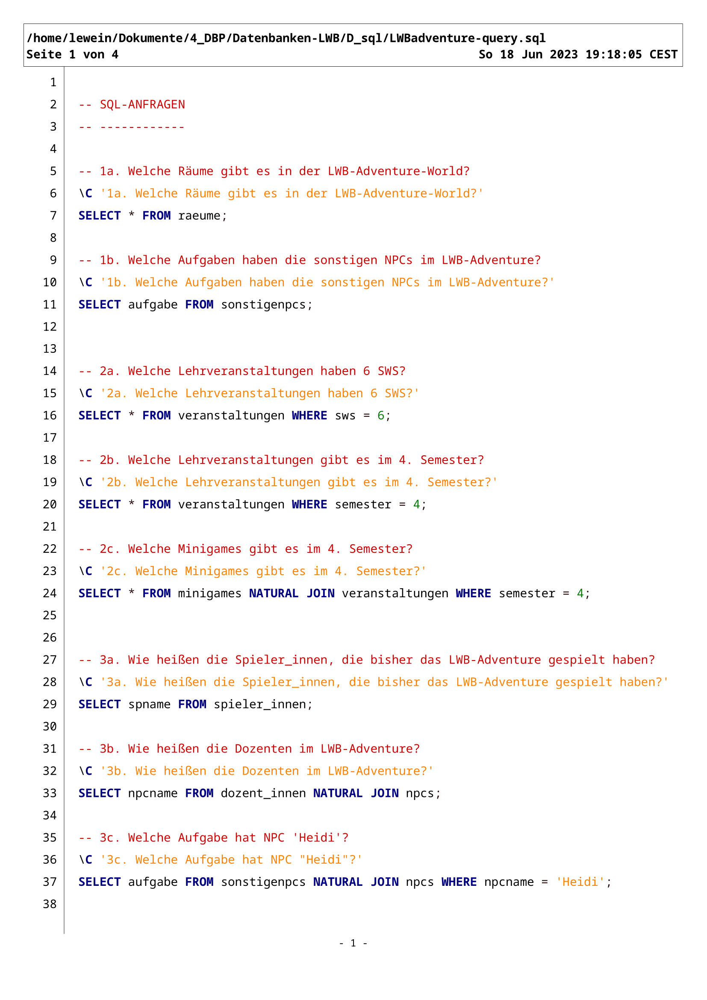 /home/lewein/Dokumente/4_DBP/Datenbanken-LWB/D_sql/LWBadventure-query.sql
Seite 1 von 4 So 18 Jun 2023 19:18:05 CEST
1
2 -- SQL-ANFRAGEN
3 -- ------------
4
5 -- 1a. Welche Räume gibt es in der LWB-Adventure-World?
6 \C '1a. Welche Räume gibt es in der LWB-Adventure-World?'
7 SELECT * FROM raeume;
8
9 -- 1b. Welche Aufgaben haben die sonstigen NPCs im LWB-Adventure?
10 \C '1b. Welche Aufgaben haben die sonstigen NPCs im LWB-Adventure?'
11 SELECT aufgabe FROM sonstigenpcs;
12
13
14 -- 2a. Welche Lehrveranstaltungen haben 6 SWS?
15 \C '2a. Welche Lehrveranstaltungen haben 6 SWS?'
16 SELECT * FROM veranstaltungen WHERE sws = 6;
17
18 -- 2b. Welche Lehrveranstaltungen gibt es im 4. Semester?
19 \C '2b. Welche Lehrveranstaltungen gibt es im 4. Semester?'
20 SELECT * FROM veranstaltungen WHERE semester = 4;
21
22 -- 2c. Welche Minigames gibt es im 4. Semester?
23 \C '2c. Welche Minigames gibt es im 4. Semester?'
24 SELECT * FROM minigames NATURAL JOIN veranstaltungen WHERE semester = 4;
25
26
27 -- 3a. Wie heißen die Spieler_innen, die bisher das LWB-Adventure gespielt haben?
28 \C '3a. Wie heißen die Spieler_innen, die bisher das LWB-Adventure gespielt haben?'
29 SELECT spname FROM spieler_innen;
30
31 -- 3b. Wie heißen die Dozenten im LWB-Adventure?
32 \C '3b. Wie heißen die Dozenten im LWB-Adventure?'
33 SELECT npcname FROM dozent_innen NATURAL JOIN npcs;
34
35 -- 3c. Welche Aufgabe hat NPC 'Heidi'?
36 \C '3c. Welche Aufgabe hat NPC "Heidi"?'
37 SELECT aufgabe FROM sonstigenpcs NATURAL JOIN npcs WHERE npcname = 'Heidi';
38
- 1 -